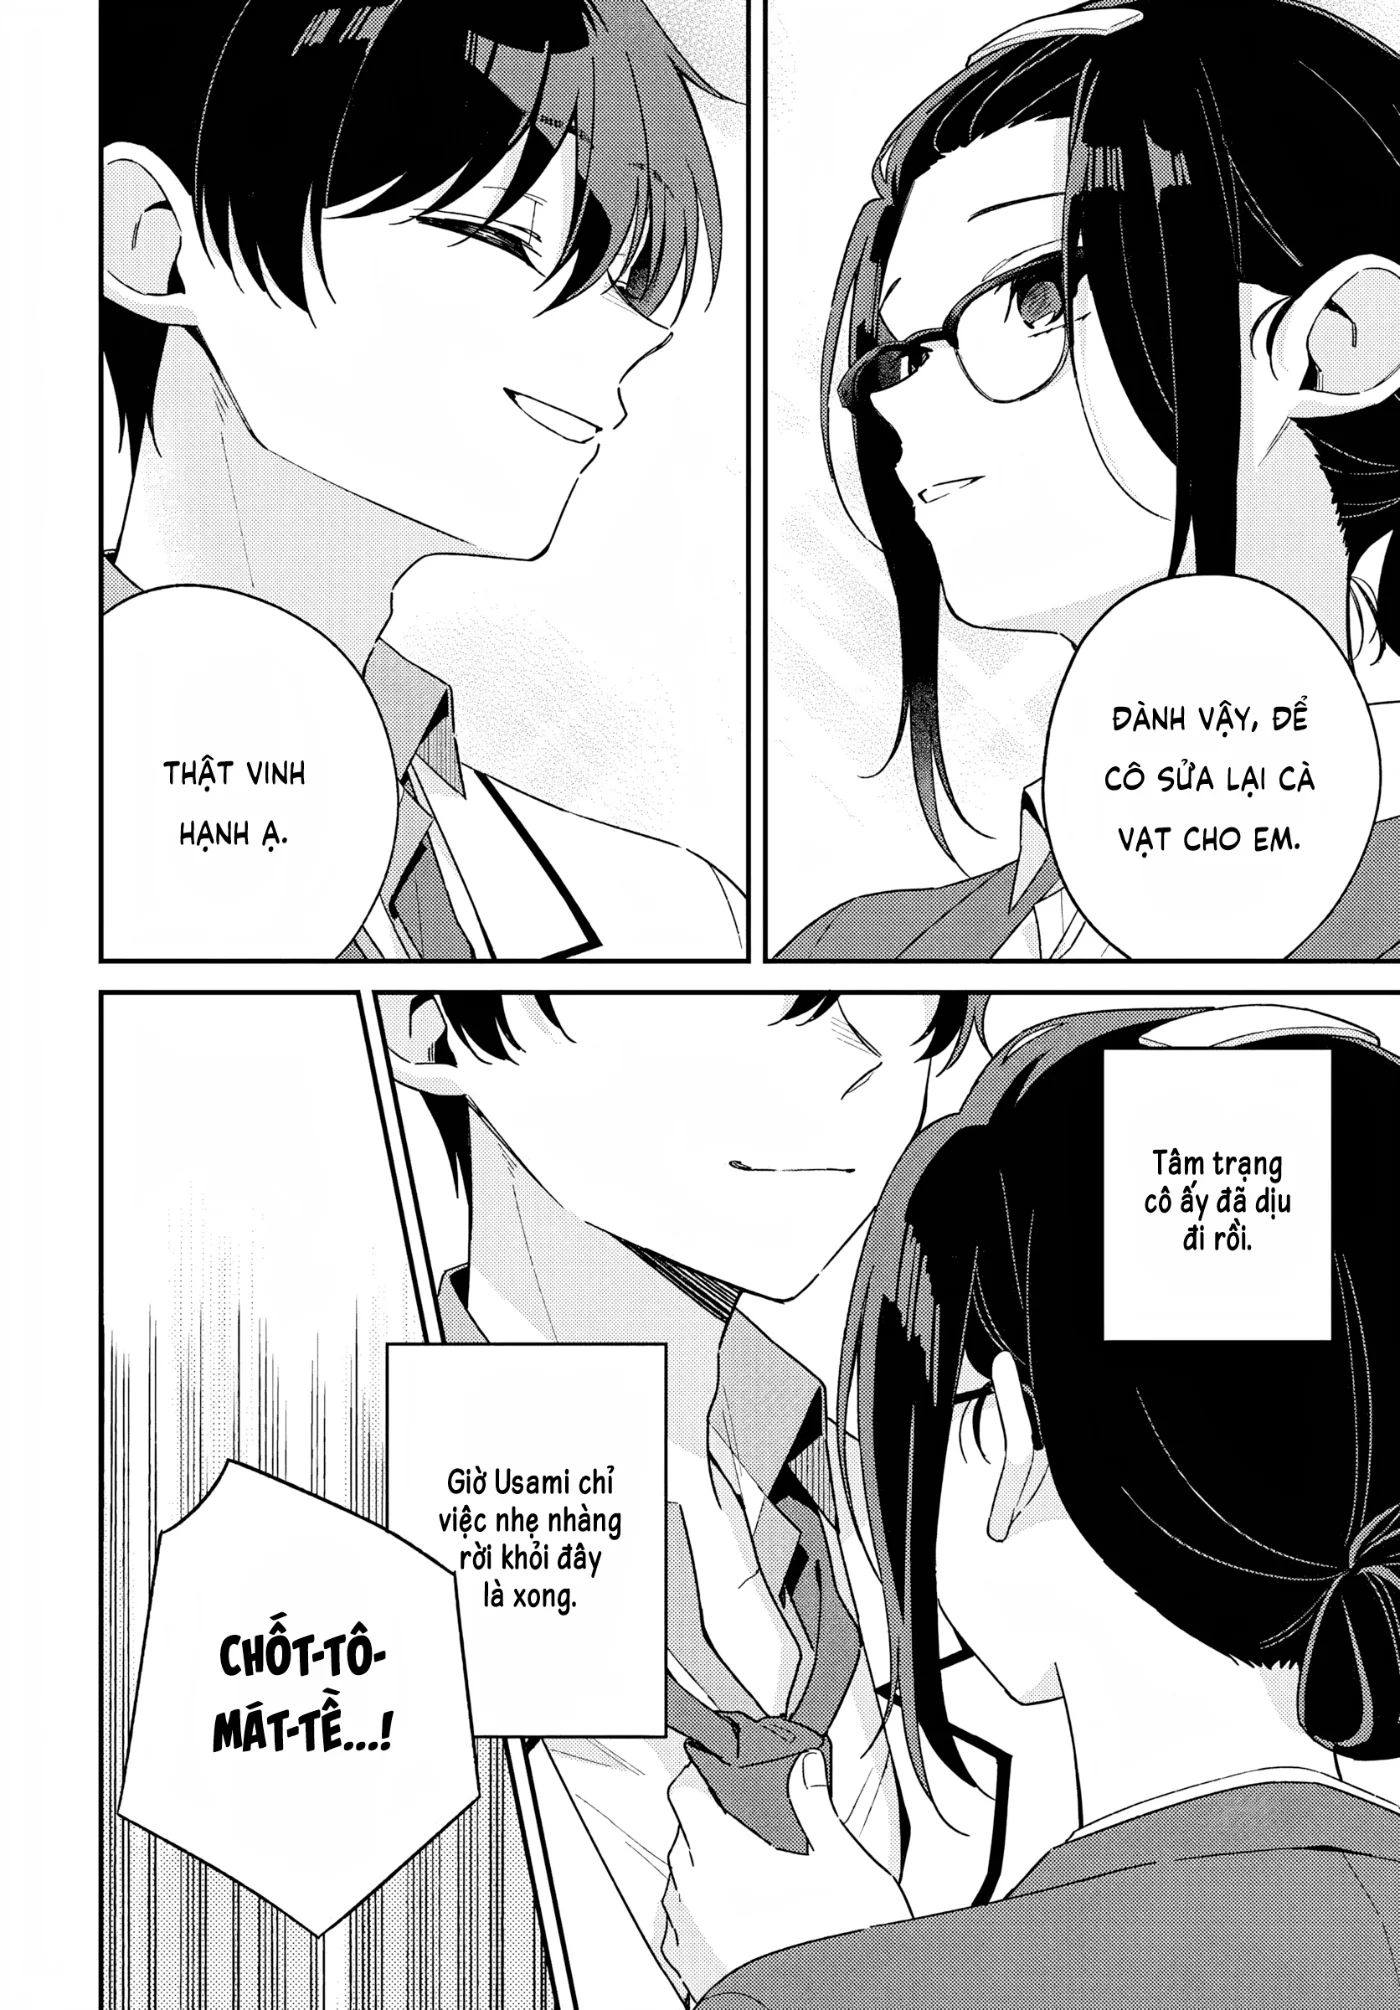 ĐÀNH VẬY, ĐỂ
CÔ SỬA LẠI CÀ
VẠT CHO EM.
THẬT VINH
HẠNH Ạ.
Tâm trạng
cô ấy đã dịu
đi rồi.
Giờ Usami chỉ
việc nhẹ nhàng
rời khỏi đây
là xong.
CHỐT-TÔ-
MÁT-TỀ...!